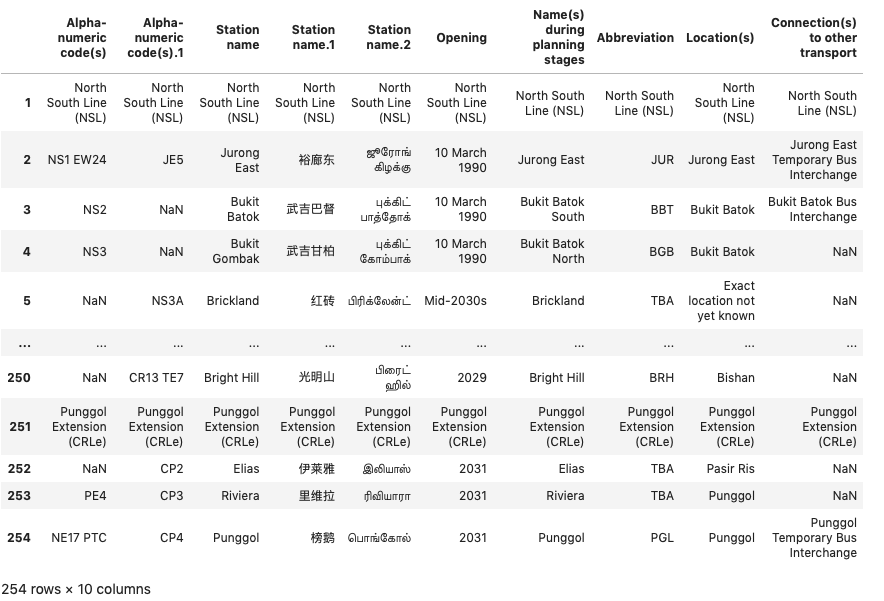 Alpha-numeric code(s) Alpha-numeric code(s).1 Station name Station name.1 Station name.2 Opening Name(s) during planning stages Abbreviation Location(s) Connection(s) to other transport
1 North South Line (NSL) North South Line (NSL) North South Line (NSL) North South Line (NSL) North South Line (NSL) North South Line (NSL) North South Line (NSL) North South Line (NSL) North South Line (NSL) North South Line (NSL)
2 NS1 EW24 JE5 Jurong East 裕廊东 ஜூரோங் கிழக்கு 10 March 1990 Jurong East JUR Jurong East Jurong East Temporary Bus Interchange
3 NS2 NaN Bukit Batok 武吉巴督 புக்கிட் பாத்தோக் 10 March 1990 Bukit Batok South BBT Bukit Batok Bukit Batok Bus Interchange
4 NS3 NaN Bukit Gombak 武吉甘柏 புக்கிட் கோம்பாக் 10 March 1990 Bukit Batok North BGB Bukit Batok NaN
5 NaN NS3A Brickland 红砖 பிரிக்லேன்ட் Mid-2030s Brickland TBA Exact location not yet known NaN
... ... ... ... ... ... ... ... ... ... ...
250 NaN CR13 TE7 Bright Hill 光明山 பிரைட் ஹில் 2029 Bright Hill BRH Bishan NaN
251 Punggol Extension (CRLe) Punggol Extension (CRLe) Punggol Extension (CRLe) Punggol Extension (CRLe) Punggol Extension (CRLe) Punggol Extension (CRLe) Punggol Extension (CRLe) Punggol Extension (CRLe) Punggol Extension (CRLe) Punggol Extension (CRLe)
252 NaN CP2 Elias 伊莱雅 இலியாஸ் 2031 Elias TBA Pasir Ris NaN
253 PE4 CP3 Riviera 里维拉 ரிவியாரா 2031 Riviera TBA Punggol NaN
254 NE17 PTC CP4 Punggol 榜鹅 பொங்கோல் 2031 Punggol PGL Punggol Punggol Temporary Bus Interchange
254 rows × 10 columns